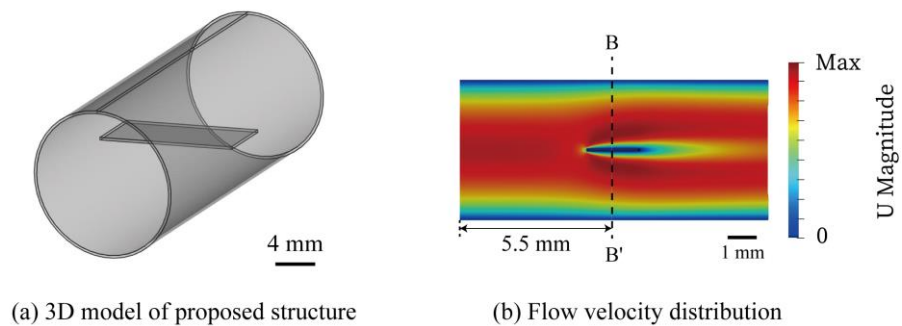 4 mm
(a) 3D model of proposed structure
B
5.5 mm
B'
1 mm
Max
0
U Magnitude
(b) Flow velocity distribution